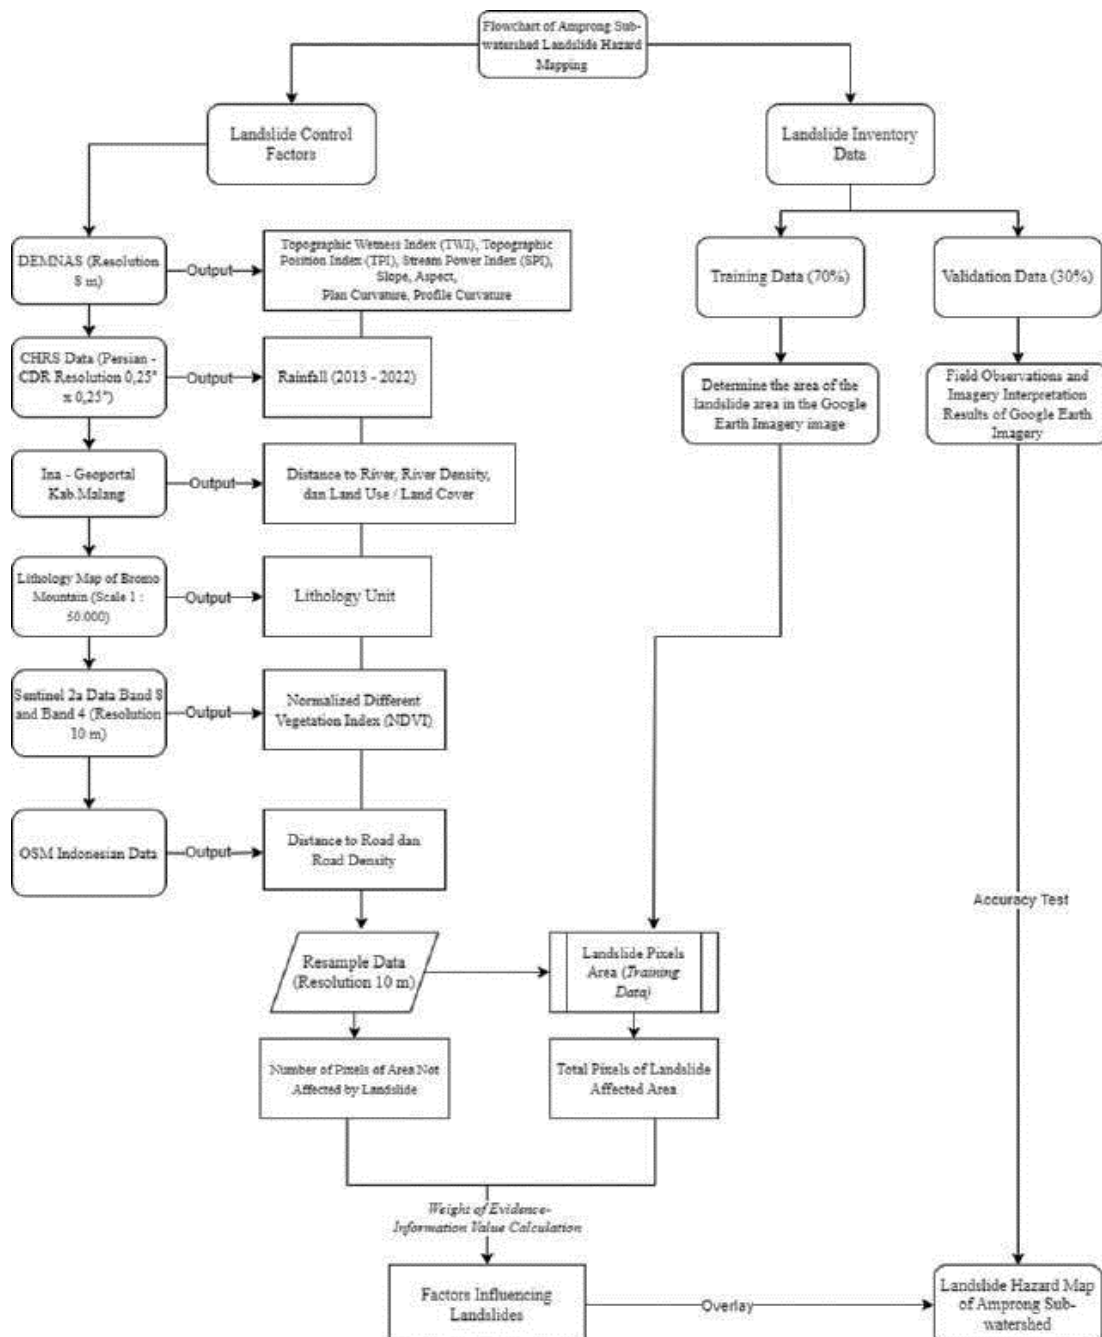 Flowchart of Amprong Sub-
watershed Landslide Hazard
Mapping
Landslide Control
Factors
Landslide Inventory
Data
DEMNAS (Resolution
8 m)
Output
Topographic Wetness Index (TWI), Topographic
Position Index (TPI), Stream Power Index (SPI),
Slope, Aspect,
Plan Curvature, Profile Curvature
Training Data (70%)
Validation Data (30%)
CHRS Data (Persian -
CDR Resolution 0,25°
x 0,25°)
Output
Rainfall (2013 - 2022)
Determine the area of the
landslide area in the Google
Earth Imagery image
Field Observations and
Imagery Interpretation
Results of Google Earth
Imagery
Ina - Geoportal
Kab.Malang
Output
Distance to River, River Density,
dan Land Use / Land Cover
Lithology Map of Bromo
Mountain (Scale 1 :
50.000)
Output
Lithology Unit
Sentinel 2a Data Band 8
and Band 4 (Resolution
10 m)
Output
Normalized Different
Vegetation Index (NDVI)
OSM Indonesian Data
Output
Distance to Road dan
Road Density
Accuracy Test
Resample Data
(Resolution 10 m)
Landslide Pixels
Area (Training
Data)
Number of Pixels of Area Not
Affected by Landslide
Total Pixels of Landslide
Affected Area
Weight of Evidence-
Information Value Calculation
Factors Influencing
Landslides
Overlay
Landslide Hazard Map
of Amprong Sub-
watershed